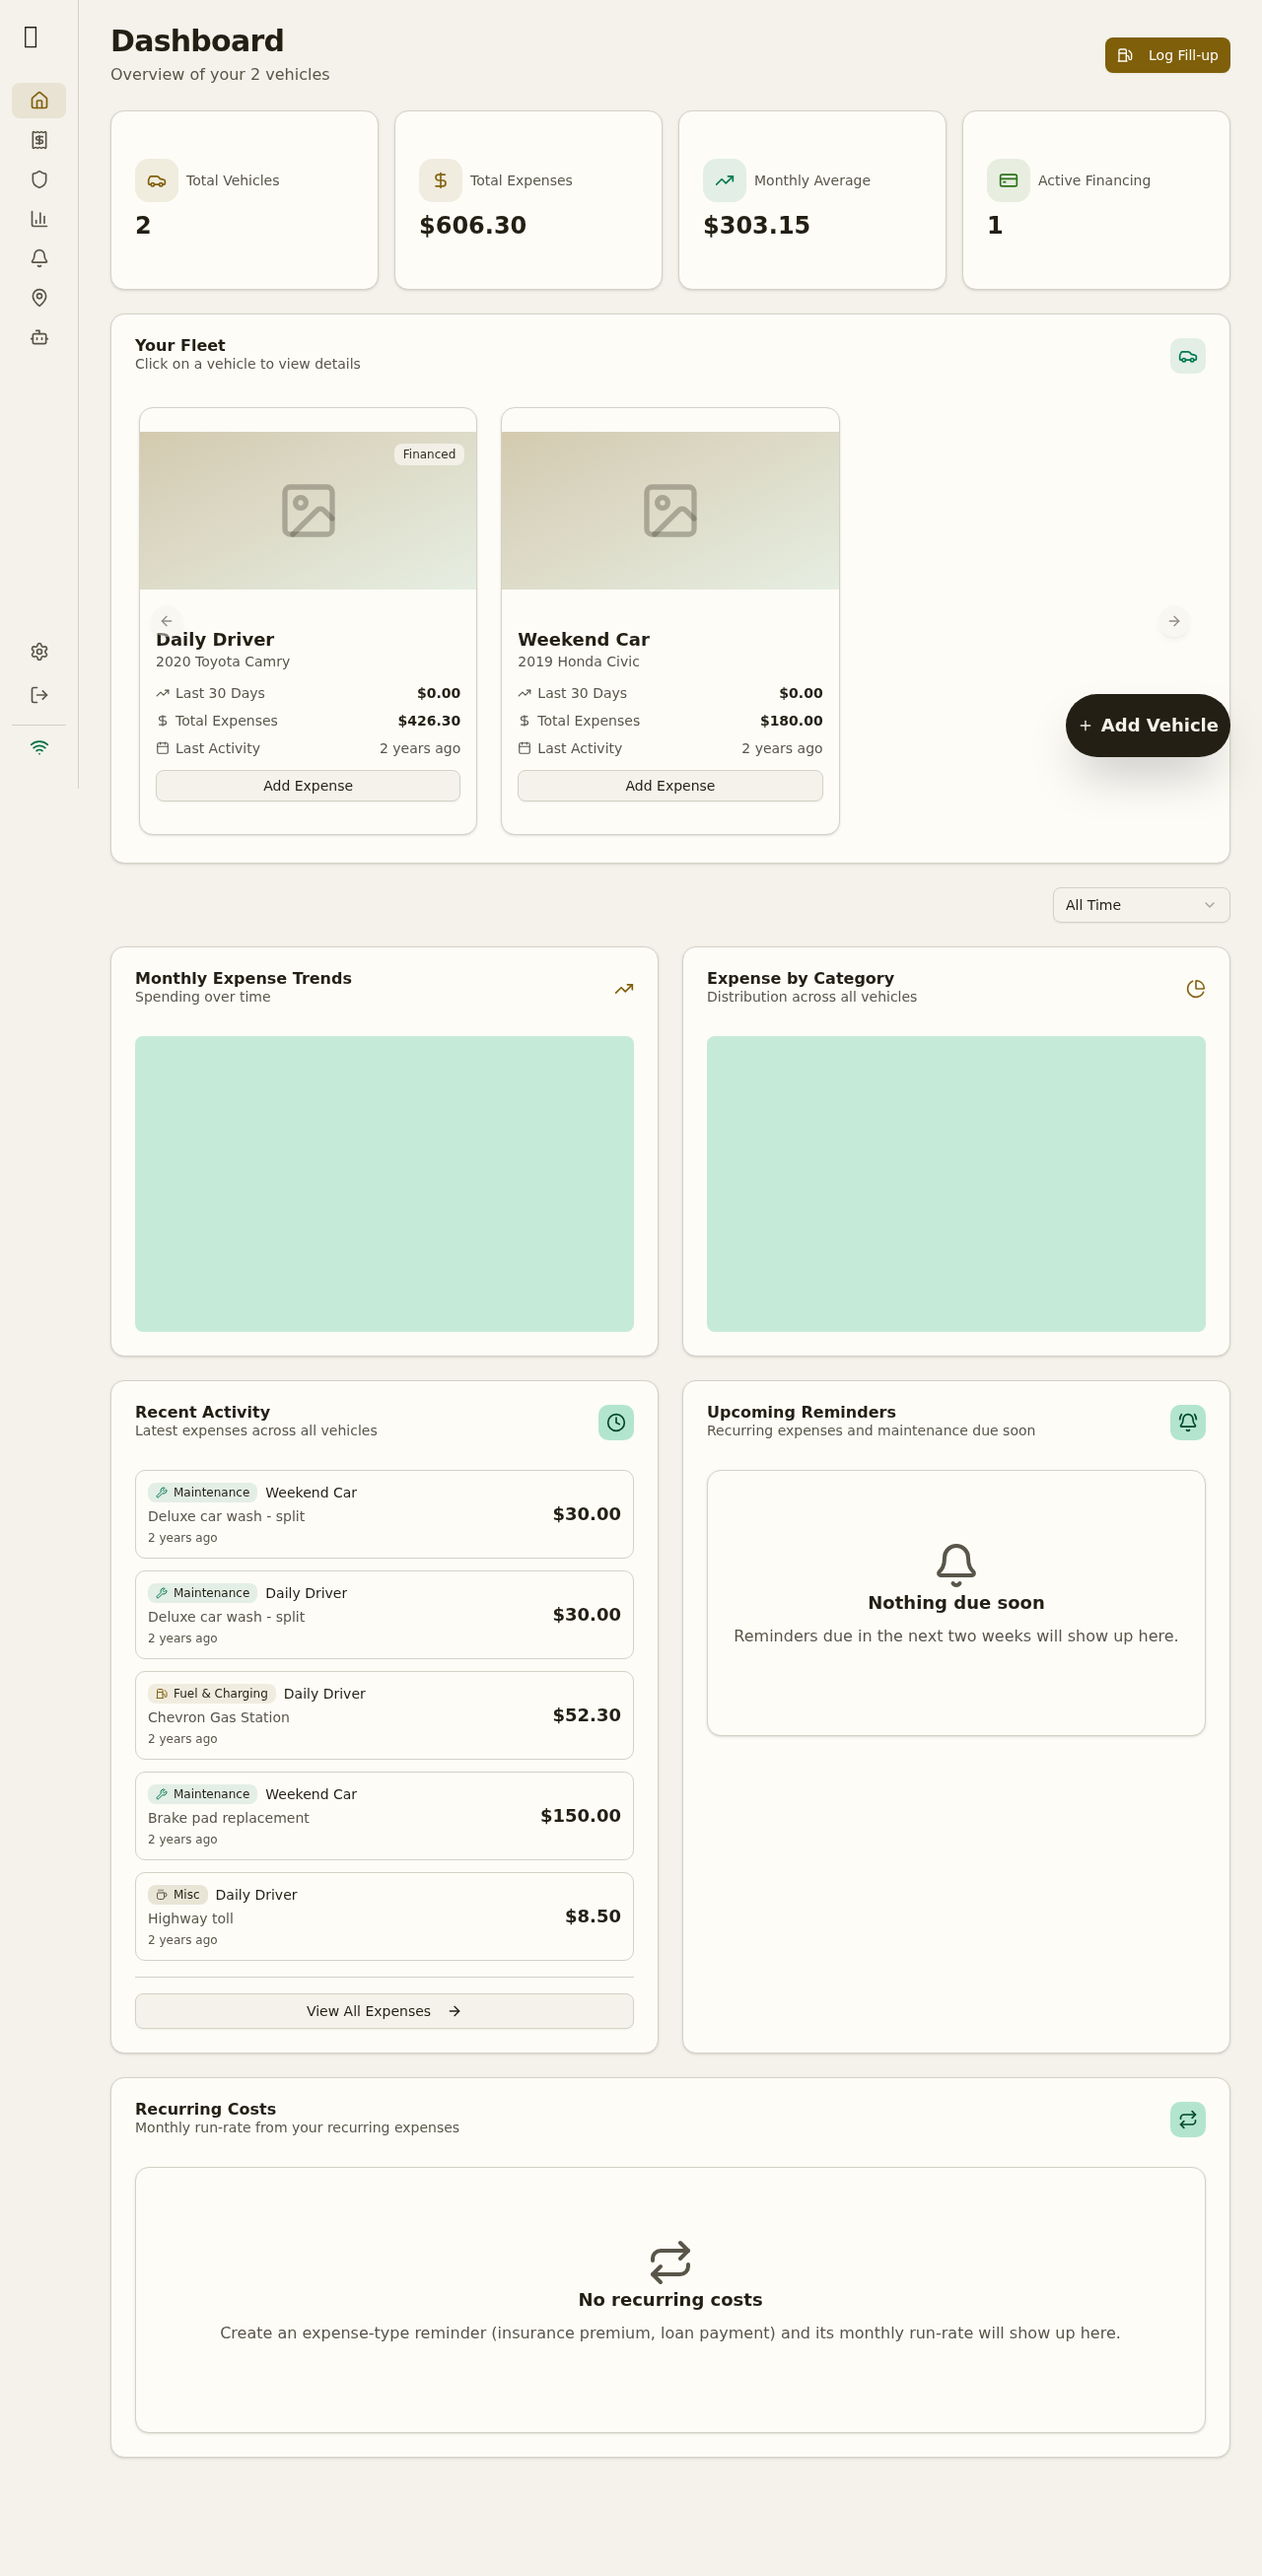 Dashboard
Overview of your 2 vehicles
Log Fill-up
Total Vehicles
2
Total Expenses
$606.30
Monthly Average
$303.15
Active Financing
1
Your Fleet
Click on a vehicle to view details
Financed
Daily Driver
2020 Toyota Camry
Last 30 Days $0.00
Total Expenses $426.30
Last Activity 2 years ago
Add Expense
Weekend Car
2019 Honda Civic
Last 30 Days $0.00
Total Expenses $180.00
Last Activity 2 years ago
Add Expense
+ Add Vehicle
All Time
Monthly Expense Trends
Spending over time
Expense by Category
Distribution across all vehicles
Recent Activity
Latest expenses across all vehicles
Maintenance Weekend Car
Deluxe car wash - split
2 years ago
$30.00
Maintenance Daily Driver
Deluxe car wash - split
2 years ago
$30.00
Fuel & Charging Daily Driver
Chevron Gas Station
2 years ago
$52.30
Maintenance Weekend Car
Brake pad replacement
2 years ago
$150.00
Misc Daily Driver
Highway toll
2 years ago
$8.50
View All Expenses
Upcoming Reminders
Recurring expenses and maintenance due soon
Nothing due soon
Reminders due in the next two weeks will show up here.
Recurring Costs
Monthly run-rate from your recurring expenses
No recurring costs
Create an expense-type reminder (insurance premium, loan payment) and its monthly run-rate will show up here.